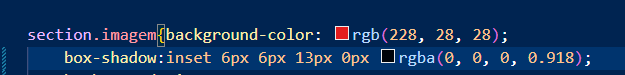 section.imagem{background-color: rgb(228, 28, 28);
box-shadow:inset 6px 6px 13px 0px rgba(0, 0, 0, 0.918);